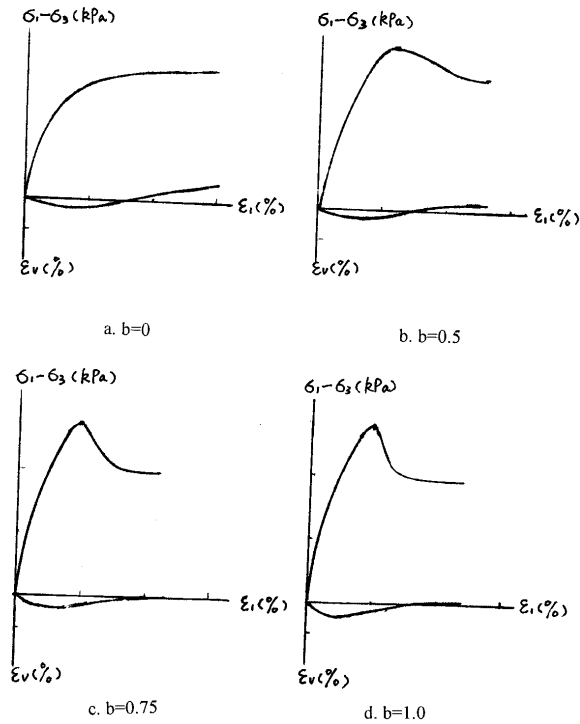 σ₁-σ₃(kPa)
ε₁(%)
εv(%)
a. b=0
σ₁-σ₃(kPa)
ε₁(%)
εv(%)
b. b=0.5
σ₁-σ₃(kPa)
ε₁(%)
εv(%)
c. b=0.75
σ₁-σ₃(kPa)
ε₁(%)
εv(%)
d. b=1.0